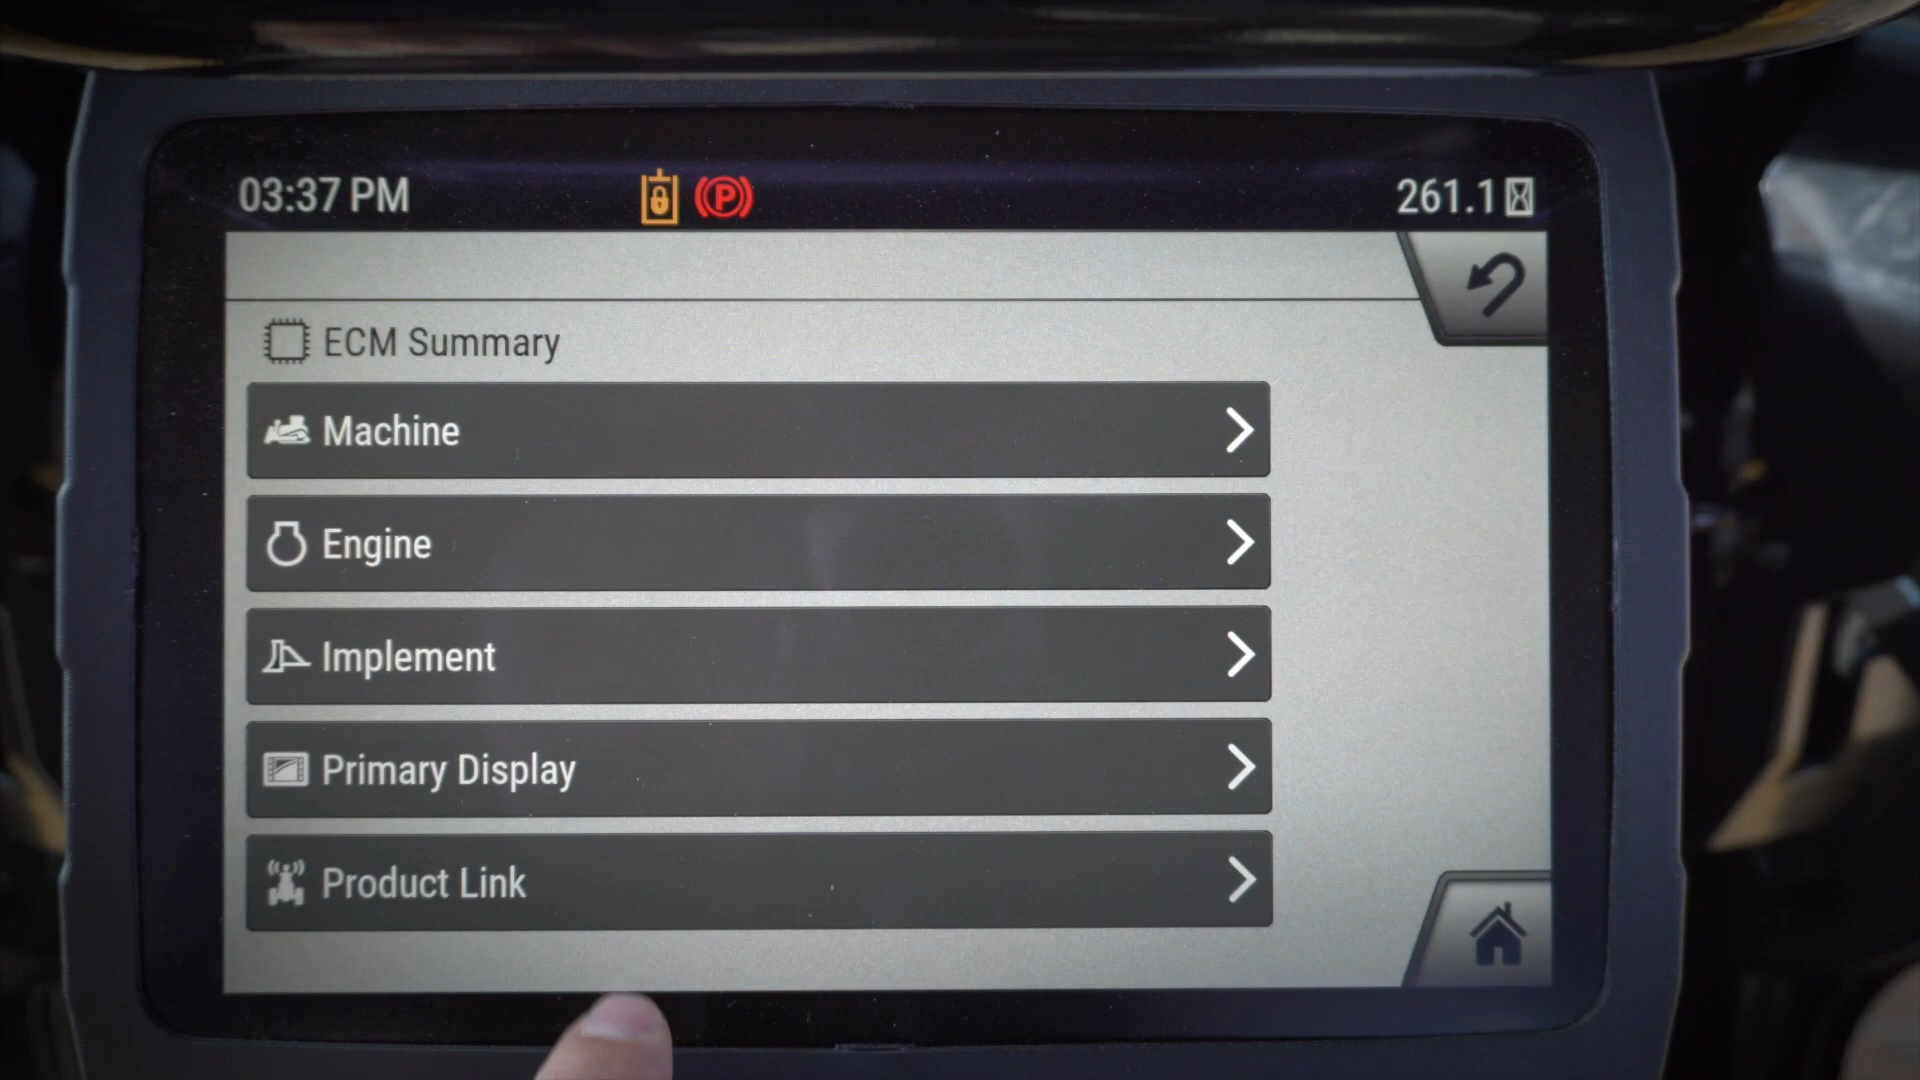 03:37 PM
P
261.1
ECM Summary
Machine
Engine
Implement
Primary Display
Product Link